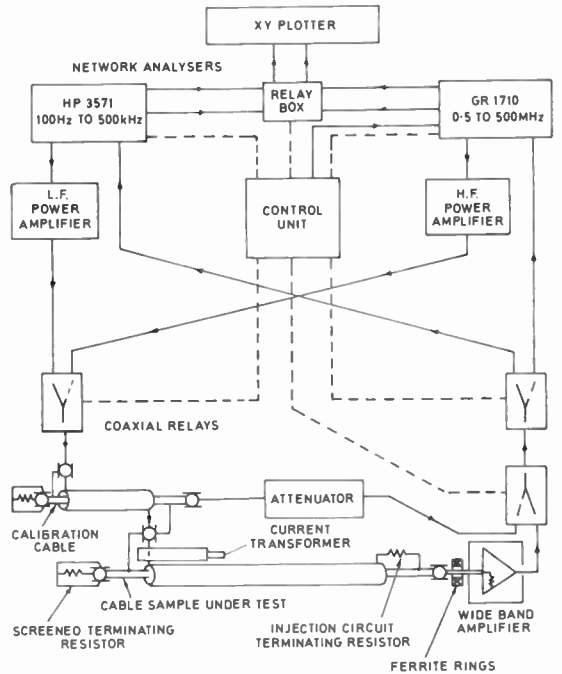 XY PLOTTER
NETWORK ANALYSERS
HP 3571
100Hz TO 500kHz
RELAY
BOX
GR 1710
0·5 TO 500MHz
L.F.
POWER
AMPLIFIER
CONTROL
UNIT
H.F.
POWER
AMPLIFIER
COAXIAL RELAYS
ATTENUATOR
CALIBRATION
CABLE
CURRENT
TRANSFORMER
CABLE SAMPLE UNDER TEST
SCREENEO TERMINATING
RESISTOR
INJECTION CIRCUIT
TERMINATING RESISTOR
WIDE BAND
AMPLIFIER
FERRITE RINGS